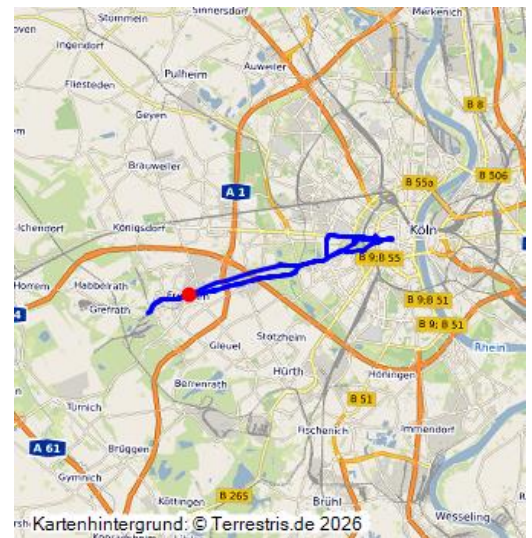 Stommeln
Sinnersdorf
Merkenich
Ingendorf
Auweiler
Fliesteden
Pulheim
Geyen
B 8
Brauweiler
A 1
B 55a
B 506
Königsdorf
Köln
Horrem
Habbelrath
B 9;B 55
Grefrath
B 9;B 51
Gleuel
Stotzheim
B 9; B 51
Rhein
Hürth
Berrenrath
Höningen
Türnich
B 51
A 61
Brüggen
Fischenich
Immendorf
Gymnich
B 265
Köttingen
Brühl
Wesseling
Kartenhintergrund: © Terrestris.de 2026